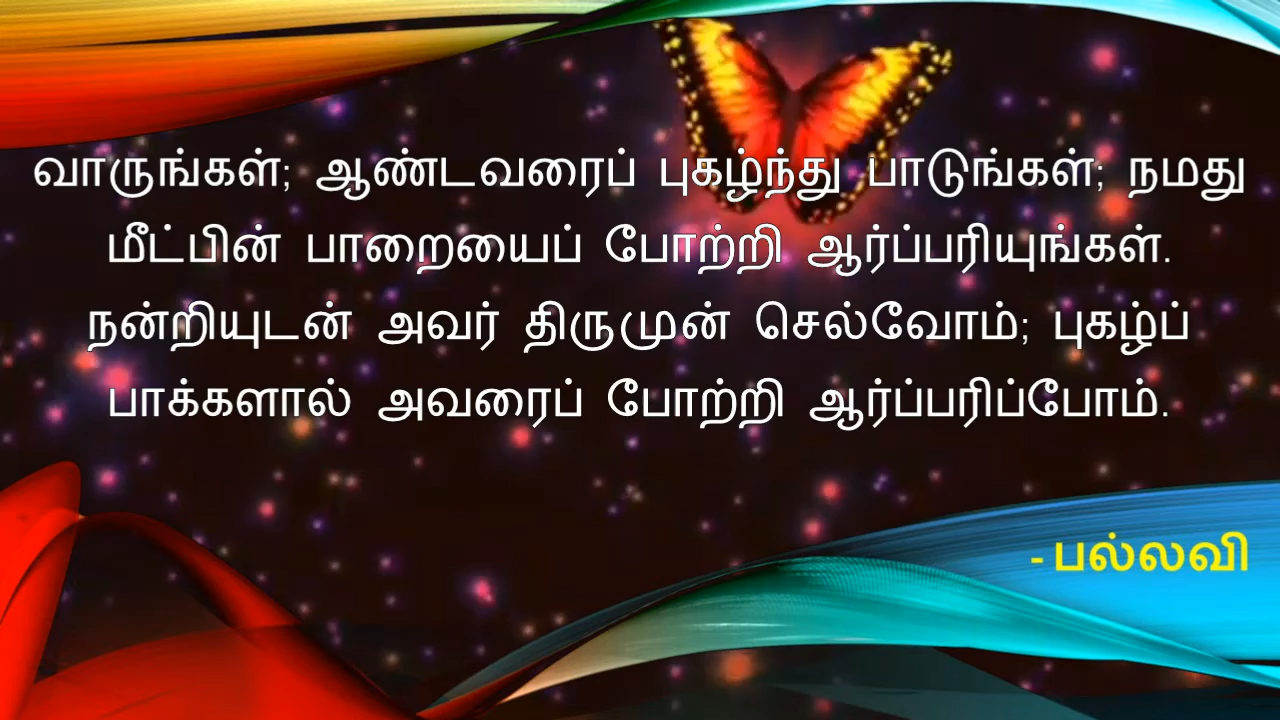 வாருங்கள்; ஆண்டவரைப் புகழ்ந்து பாடுங்கள்; நமது
மீட்பின் பாறையைப் போற்றி ஆர்ப்பரியுங்கள்.
நன்றியுடன் அவர் திருமுன் செல்வோம்; புகழ்ப்
பாக்களால் அவரைப் போற்றி ஆர்ப்பரிப்போம்.
- பல்லவி